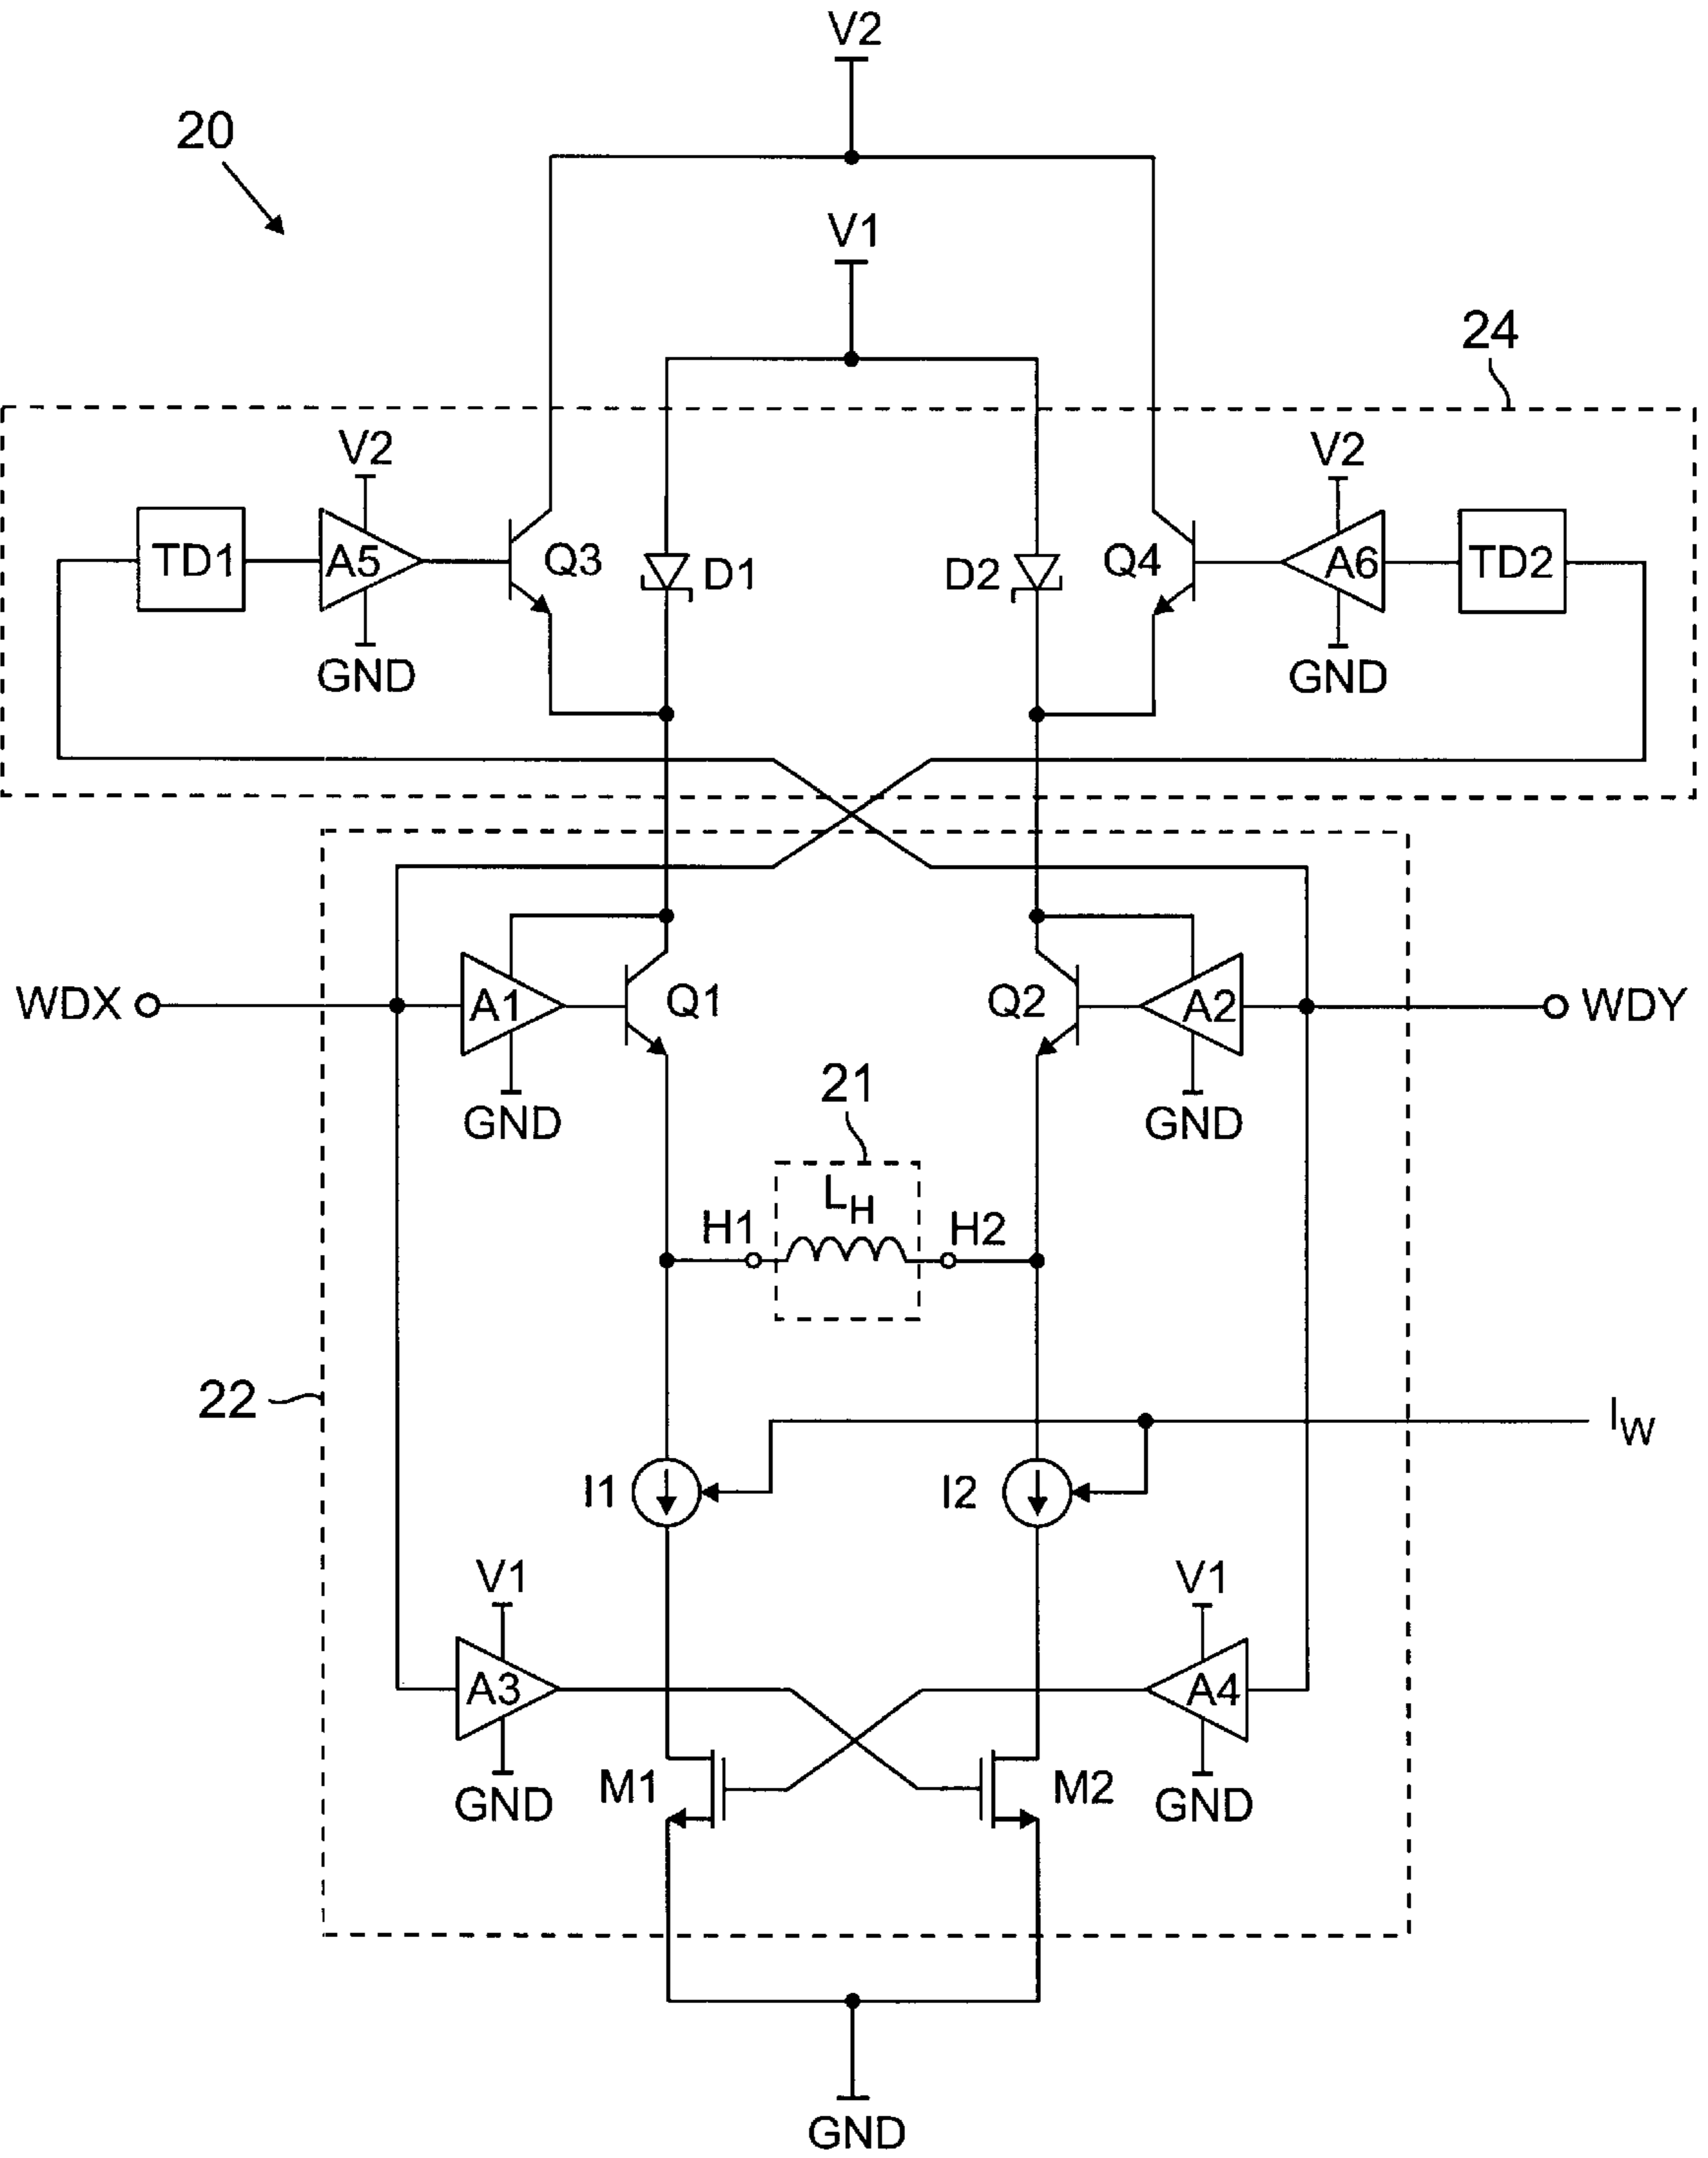 V2
20
V1
24
V2
V2
TD1
A5
Q3
D1
D2
Q4
A6
TD2
GND
GND
WDX
A1
Q1
Q2
A2
WDY
GND
21
GND
LH
H1
H2
22
IW
I1
I2
V1
V1
A3
A4
M1
M2
GND
GND
GND